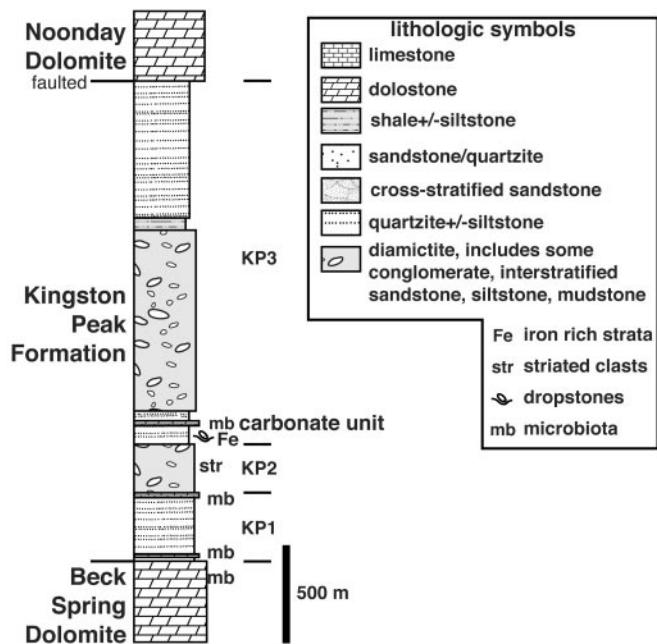 Noonday
Dolomite
faulted
Kingston
Peak
Formation
KP3
mb carbonate unit
Fe
str
KP2
mb
KP1
mb
Beck
Spring
Dolomite
mb
500 m
lithologic symbols
limestone
dolostone
shale+/-siltstone
sandstone/quartzite
cross-stratified sandstone
quartzite+/-siltstone
diamictite, includes some
conglomerate, interstratified
sandstone, siltstone, mudstone
Fe iron rich strata
str striated clasts
dropstones
mb microbiota